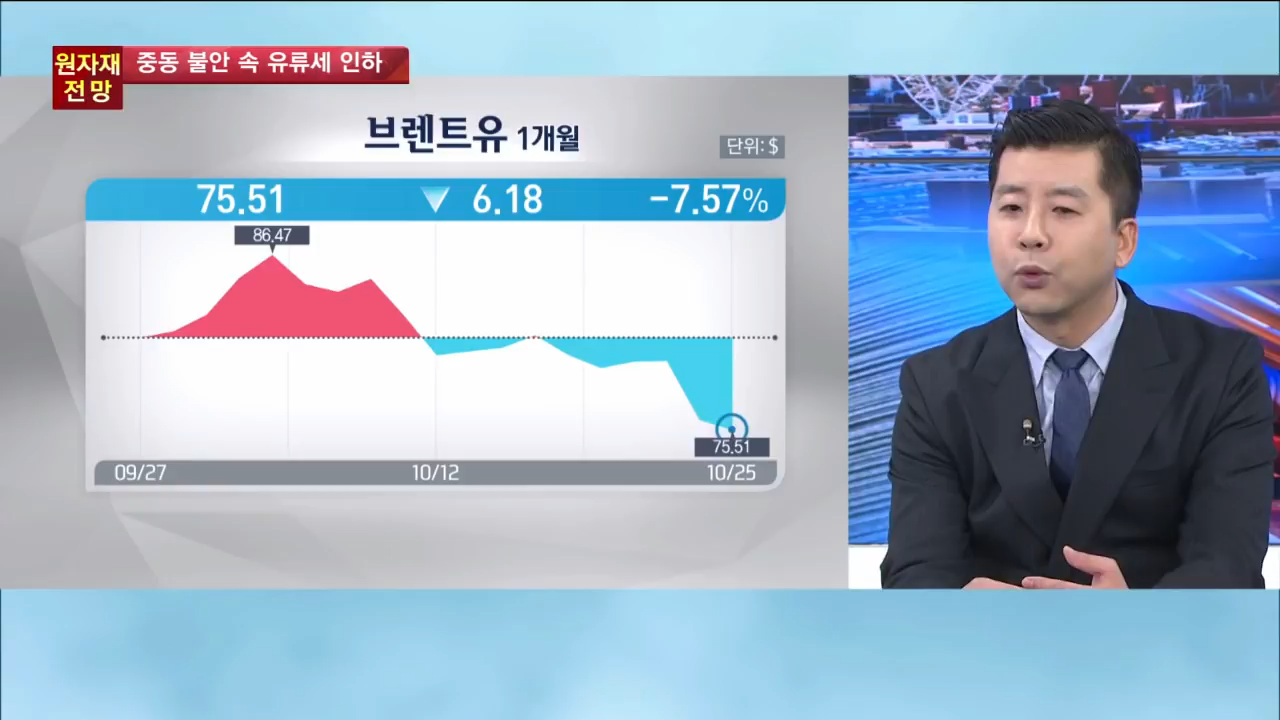 원자재
전망
중동 불안 속 유류세 인하
브렌트유 1개월
단위: $
75.51 ▼ 6.18 -7.57%
86.47
75.51
09/27 10/12 10/25